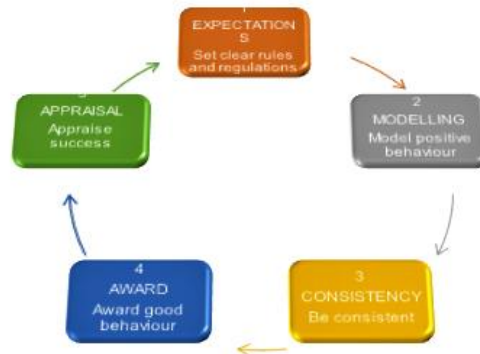 EXPECTATION
S
Set clear rules
and regulations
2
MODELLING
Model positive
behaviour
3
CONSISTENCY
Be consistent
4
AWARD
Award good
behaviour
APPRAISAL
Appraise
success